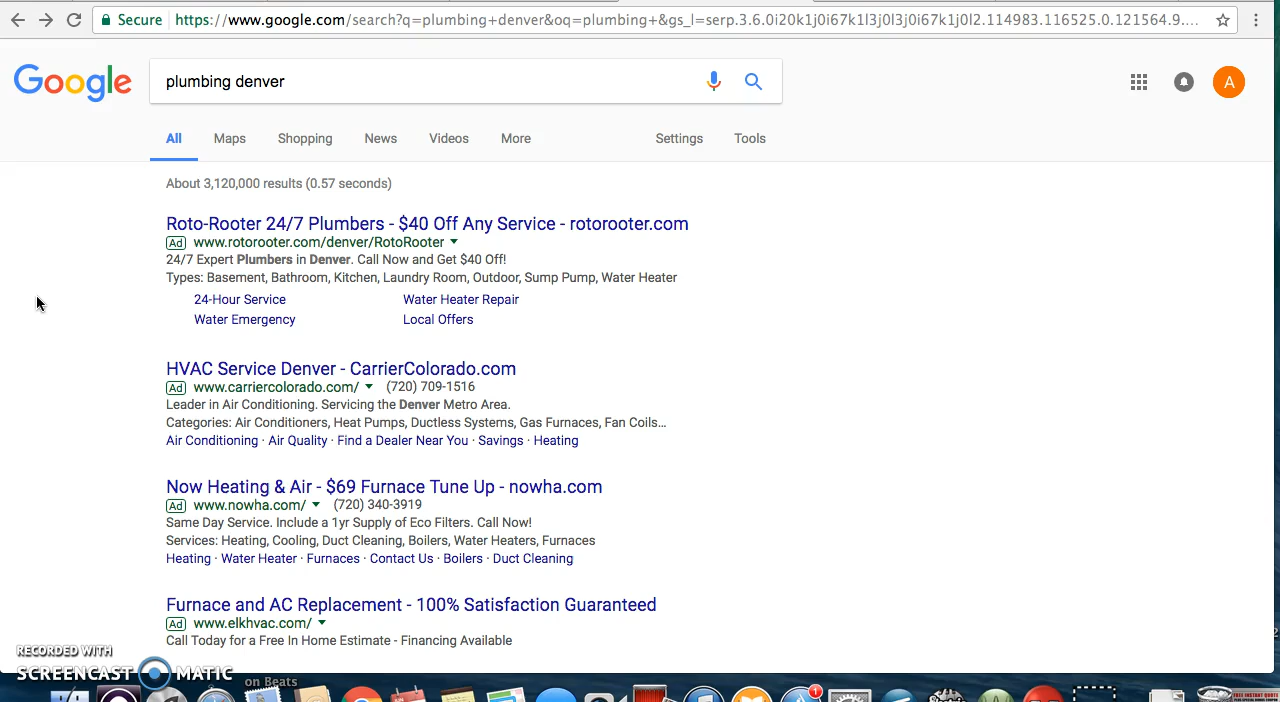 Secure https://www.google.com/search?q=plumbing+denver&oq=plumbing+&gs_l=serp.3.6.0i20k1j0i67k1l3j0l3j0i67k1j0l2.114983.116525.0.121564.9....
Google plumbing denver A
All Maps Shopping News Videos More Settings Tools
About 3,120,000 results (0.57 seconds)
Roto-Rooter 24/7 Plumbers - $40 Off Any Service - rotorooter.com
Ad www.rotorooter.com/denver/RotoRooter
24/7 Expert Plumbers in Denver. Call Now and Get $40 Off!
Types: Basement, Bathroom, Kitchen, Laundry Room, Outdoor, Sump Pump, Water Heater
24-Hour Service Water Heater Repair
Water Emergency Local Offers
HVAC Service Denver - CarrierColorado.com
Ad www.carriercolorado.com/ (720) 709-1516
Leader in Air Conditioning. Servicing the Denver Metro Area.
Categories: Air Conditioners, Heat Pumps, Ductless Systems, Gas Furnaces, Fan Coils...
Air Conditioning · Air Quality · Find a Dealer Near You · Savings · Heating
Now Heating & Air - $69 Furnace Tune Up - nowha.com
Ad www.nowha.com/ (720) 340-3919
Same Day Service. Include a 1yr Supply of Eco Filters. Call Now!
Services: Heating, Cooling, Duct Cleaning, Boilers, Water Heaters, Furnaces
Heating · Water Heater · Furnaces · Contact Us · Boilers · Duct Cleaning
Furnace and AC Replacement - 100% Satisfaction Guaranteed
Ad www.elkhvac.com/
Call Today for a Free In Home Estimate - Financing Available
RECORDED WITH
SCREENCAST MATIC
on Beats
1